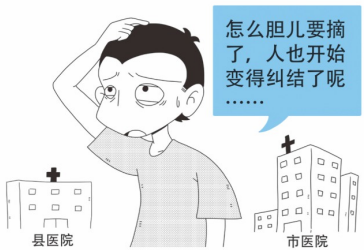 怎么胆儿要摘
了，人也开始
变得纠结了呢
……
县医院
市医院